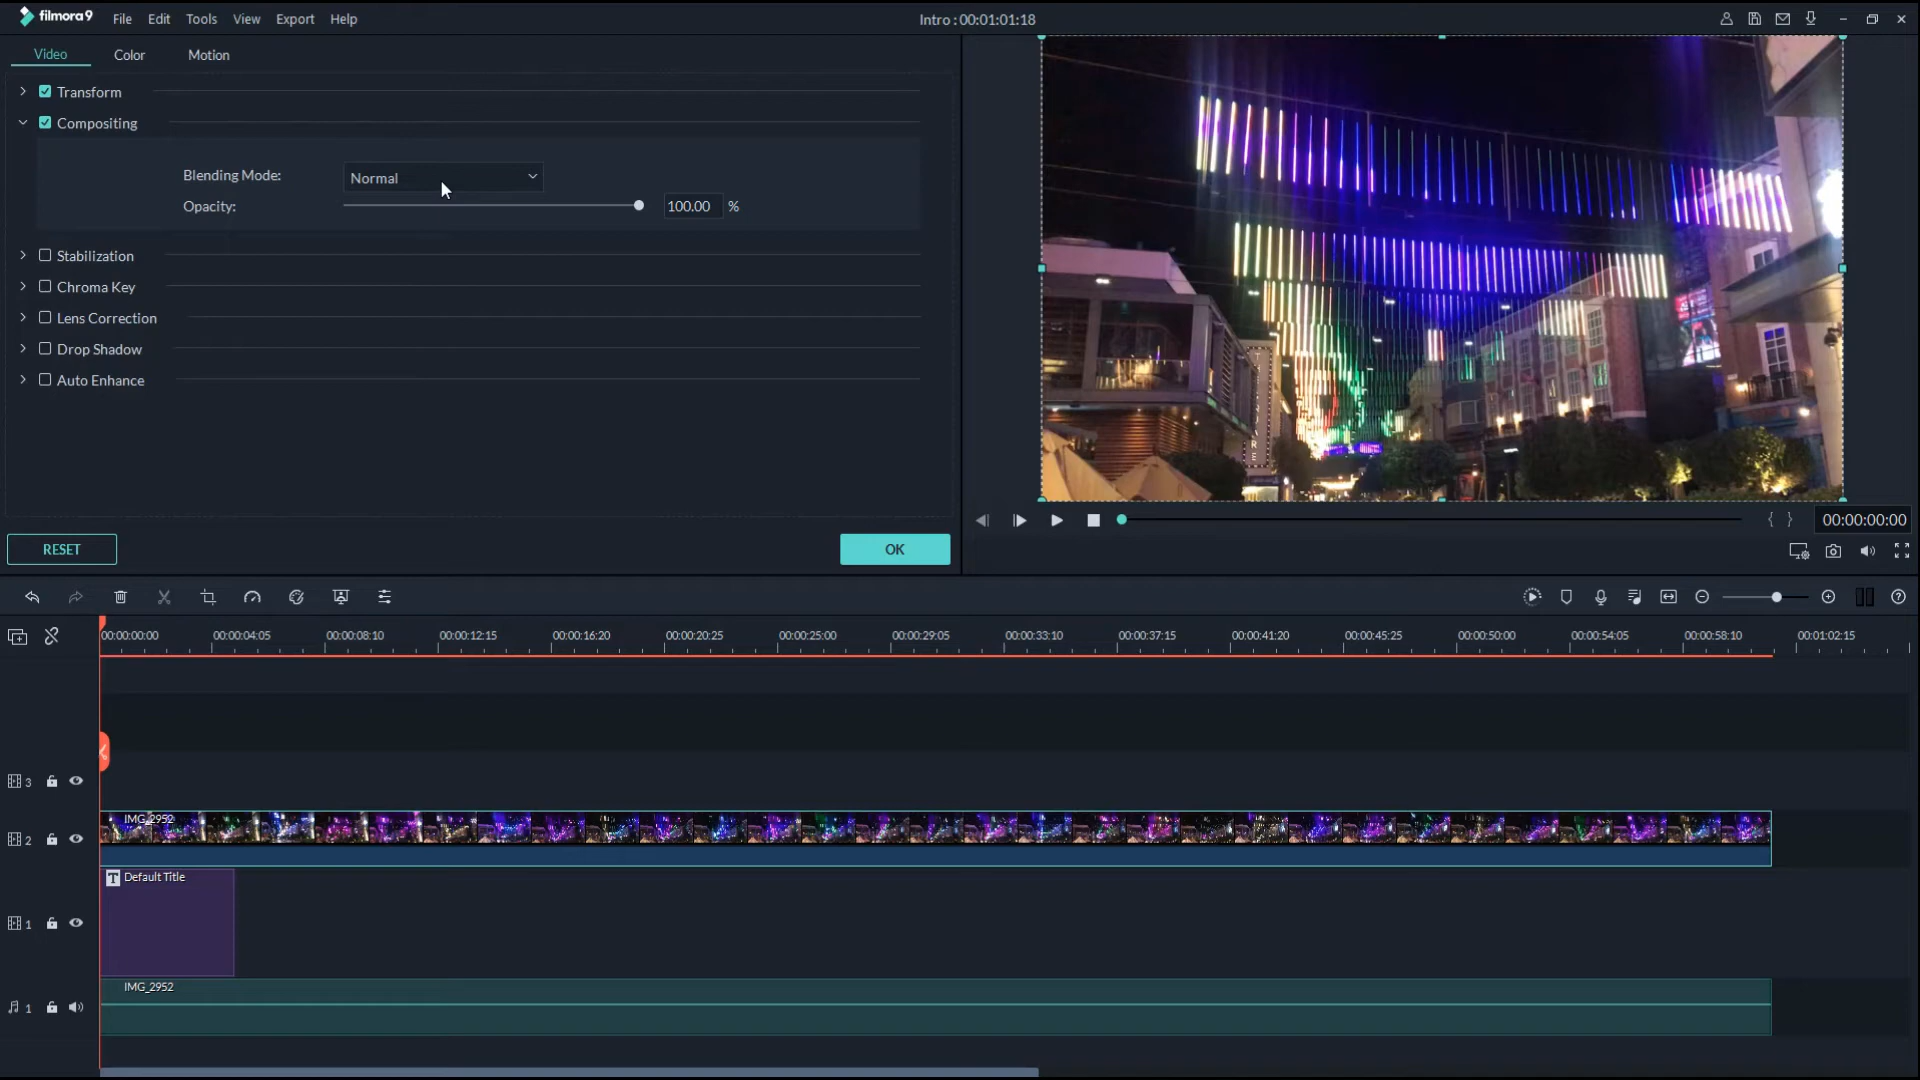 filmora9 File Edit Tools View Export Help Intro : 00:01:01:18
Video Color Motion
Transform
Compositing
Blending Mode: Normal
Opacity: 100.00 %
Stabilization
Chroma Key
Lens Correction
Drop Shadow
Auto Enhance
RESET OK
{ } 00:00:00:00
00:00:00:00 00:00:04:05 00:00:08:10 00:00:12:15 00:00:16:20 00:00:20:25 00:00:25:00 00:00:29:05 00:00:33:10 00:00:37:15 00:00:41:20 00:00:45:25 00:00:50:00 00:00:54:05 00:00:58:10 00:01:02:15
3
IMG_2952
2
T Default Title
1
IMG_2952
1